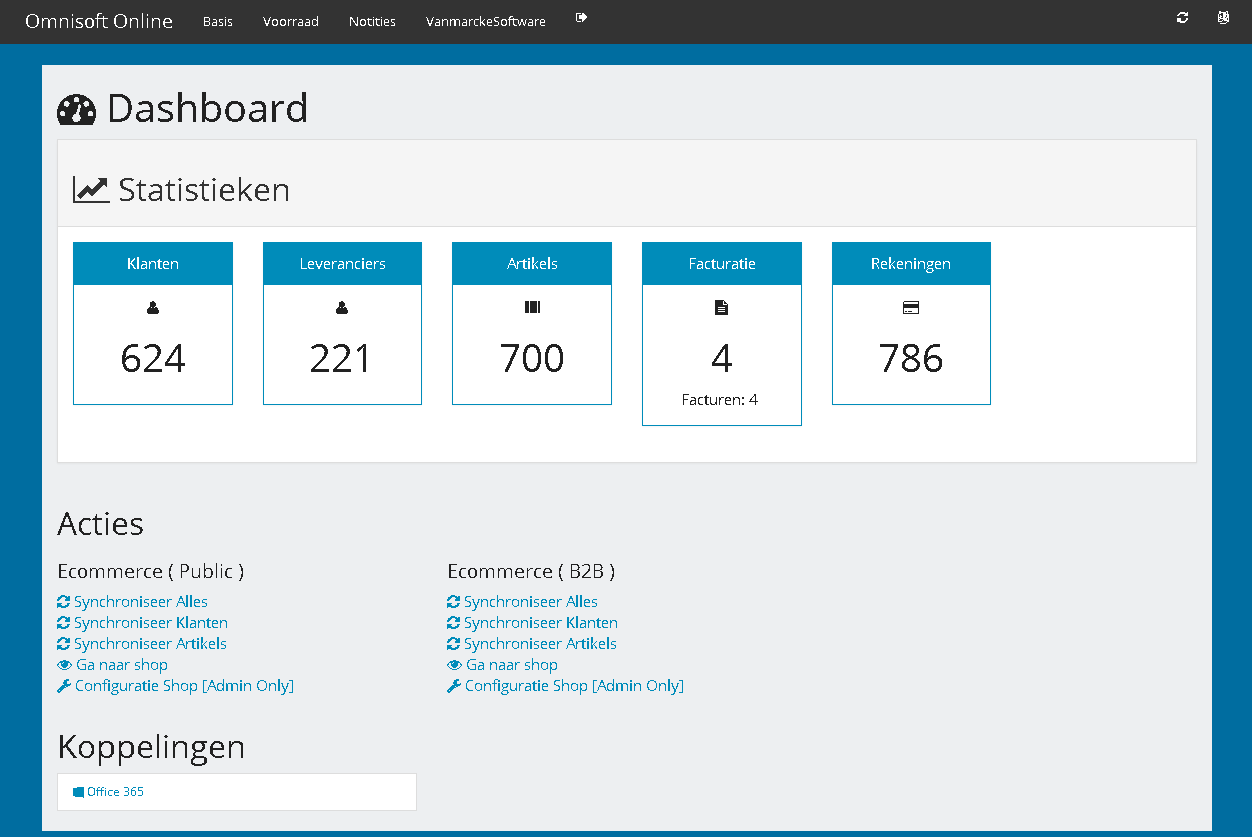 Omnisoft Online Basis Voorraad Notities VanmarckeSoftware
Dashboard
Statistieken
Klanten Leveranciers Artikels Facturatie Rekeningen
624 221 700 4 786
Facturen: 4
Acties
Ecommerce ( Public ) Ecommerce ( B2B )
Synchroniseer Alles Synchroniseer Alles
Synchroniseer Klanten Synchroniseer Klanten
Synchroniseer Artikels Synchroniseer Artikels
Ga naar shop Ga naar shop
Configuratie Shop [Admin Only] Configuratie Shop [Admin Only]
Koppelingen
Office 365